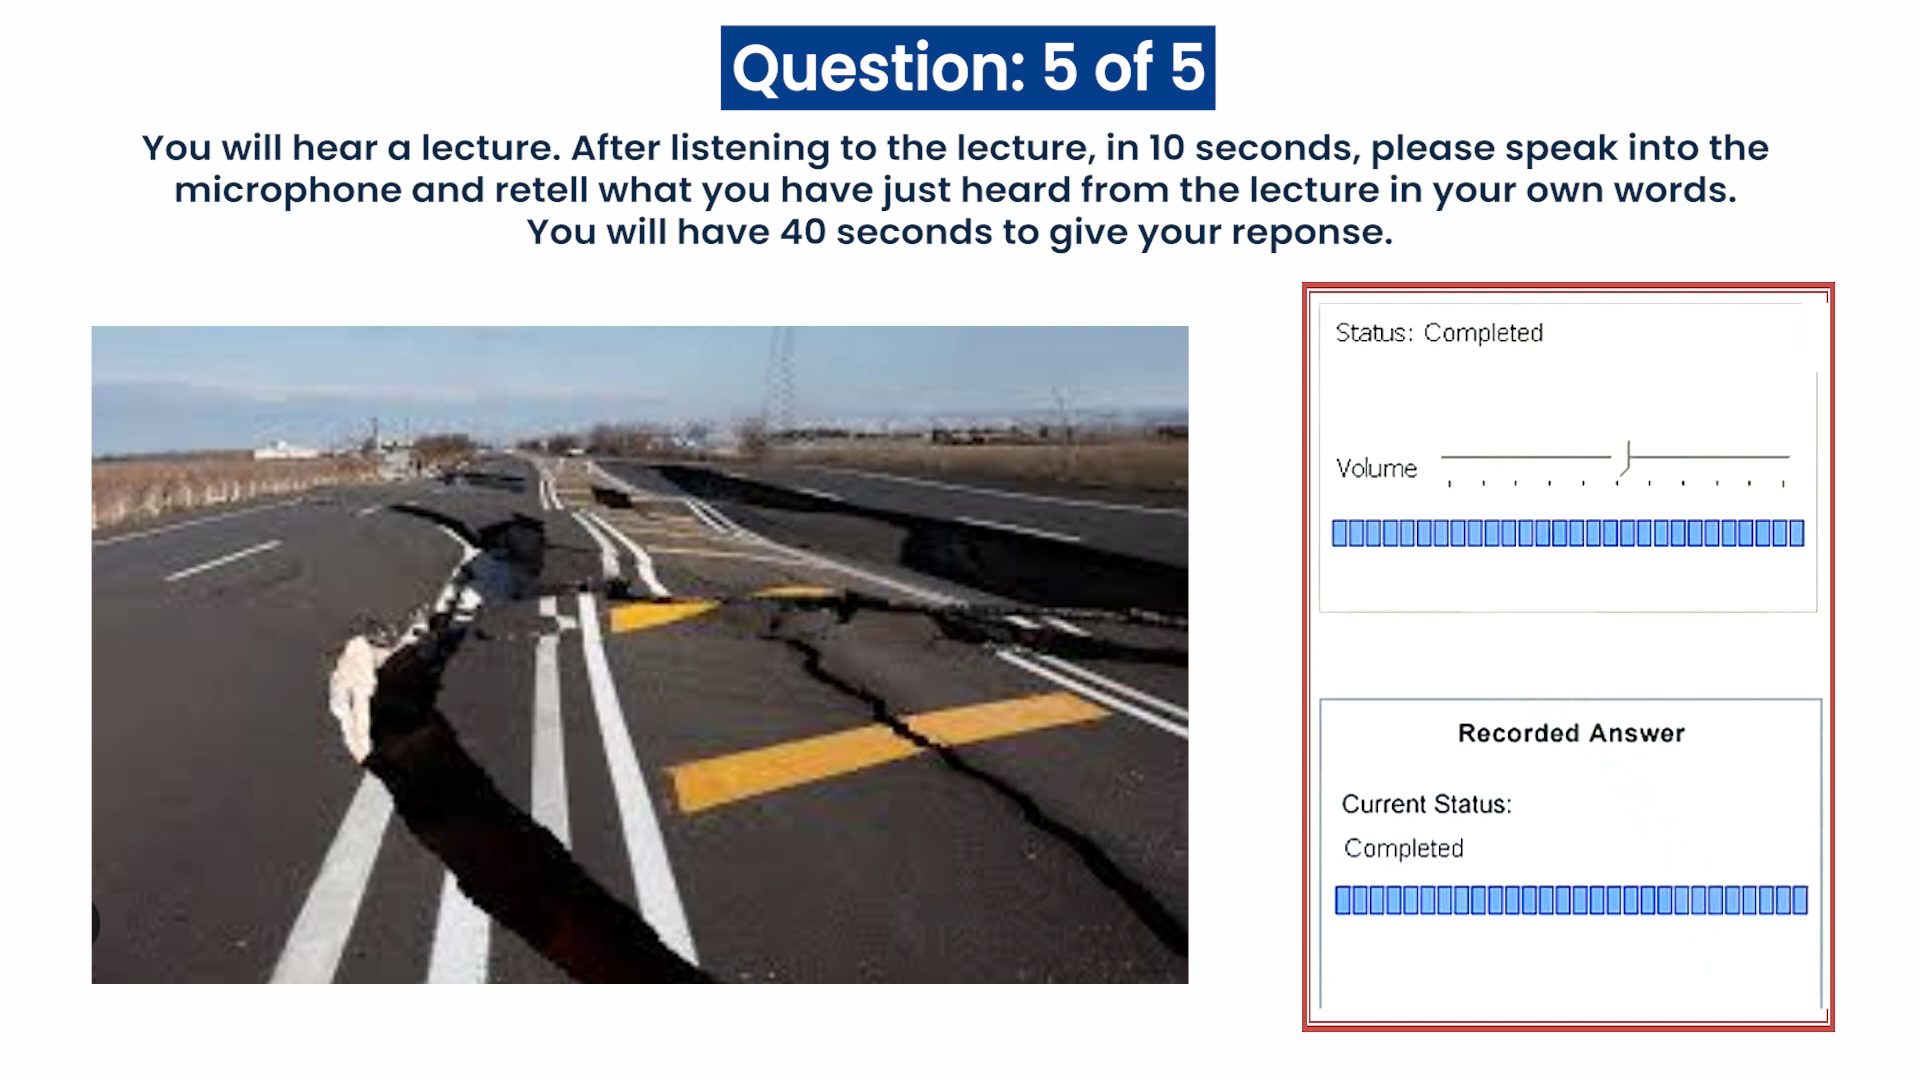 Question: 5 of 5
You will hear a lecture. After listening to the lecture, in 10 seconds, please speak into the
microphone and retell what you have just heard from the lecture in your own words.
You will have 40 seconds to give your reponse.
Status: Completed
Volume
Recorded Answer
Current Status:
Completed